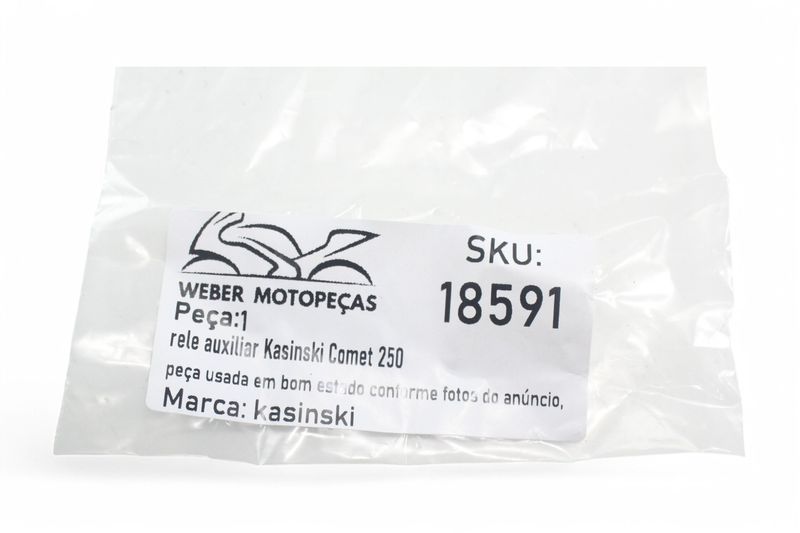 WEBER MOTOPEÇAS
SKU:
18591
Peça:1
rele auxiliar Kasinski Comet 250
peça usada em bom estado conforme fotos do anúncio,
Marca: kasinski